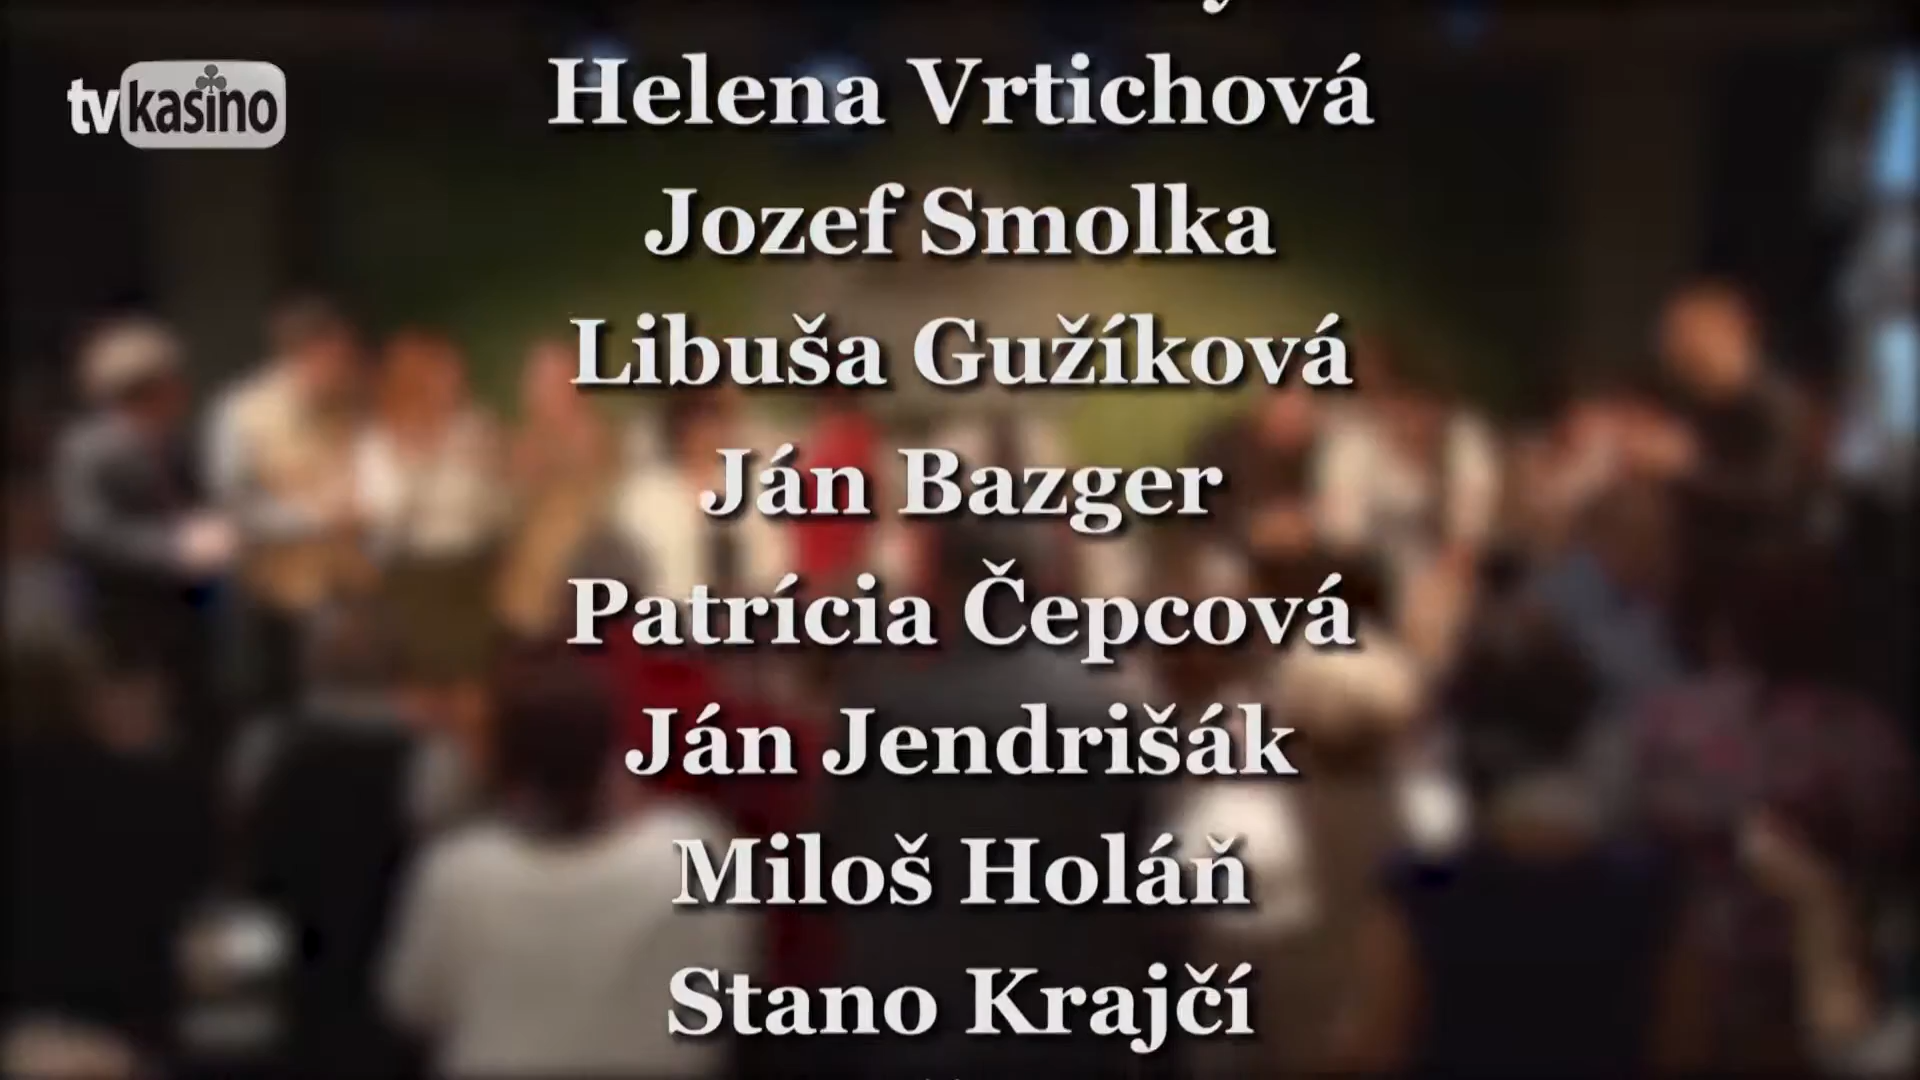 tvkasino
Helena Vrtichová
Jozef Smolka
Libuša Gužíková
Ján Bazger
Patrícia Čepcová
Ján Jendrišák
Miloš Holáň
Stano Krajčí